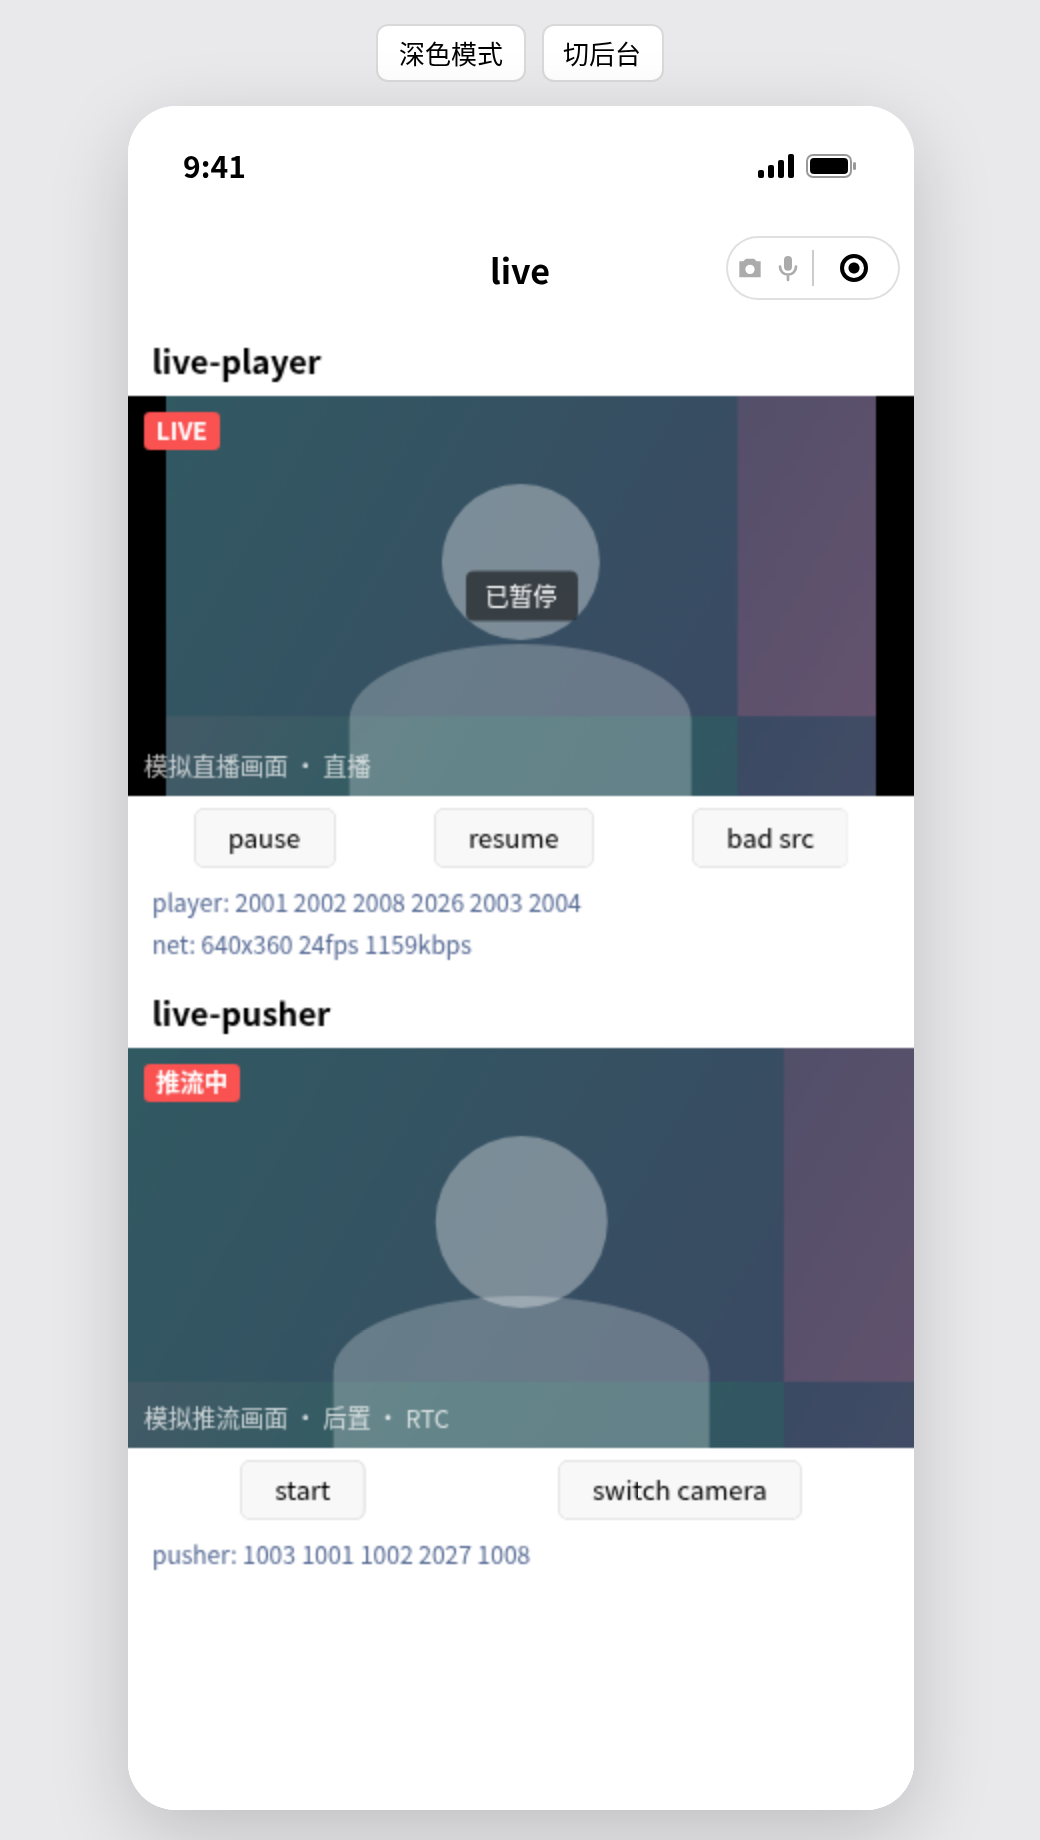 深色模式 切后台
9:41
live
live-player
LIVE
已暂停
模拟直播画面 · 直播
pause resume bad src
player: 2001 2002 2008 2026 2003 2004
net: 640x360 24fps 1159kbps
live-pusher
推流中
模拟推流画面 · 后置 · RTC
start switch camera
pusher: 1003 1001 1002 2027 1008